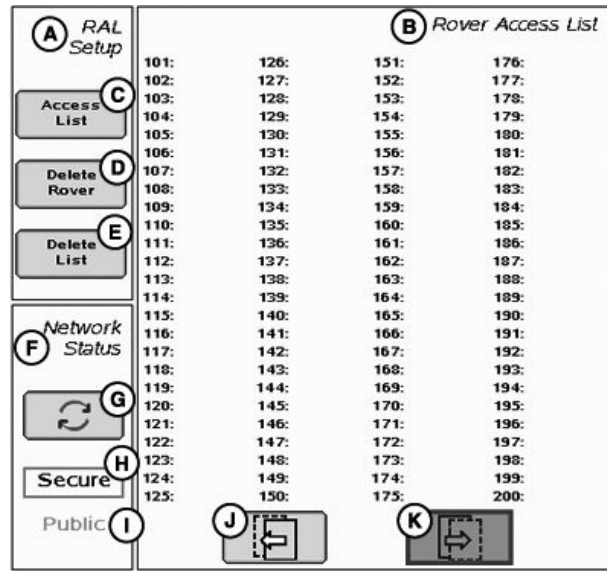 A
RAL
Setup
C
Access
List
D
Delete
Rover
E
Delete
List
F
Network
Status
G
H
Secure
Public
I
B
Rover Access List
101: 126: 151: 176:
102: 127: 152: 177:
103: 128: 153: 178:
104: 129: 154: 179:
105: 130: 155: 180:
106: 131: 156: 181:
107: 132: 157: 182:
108: 133: 158: 183:
109: 134: 159: 184:
110: 135: 160: 185:
111: 136: 161: 186:
112: 137: 162: 187:
113: 138: 163: 188:
114: 139: 164: 189:
115: 140: 165: 190:
116: 141: 166: 191:
117: 142: 167: 192:
118: 143: 168: 193:
119: 144: 169: 194:
120: 145: 170: 195:
121: 146: 171: 196:
122: 147: 172: 197:
123: 148: 173: 198:
124: 149: 174: 199:
125: 150: 175: 200:
J
K